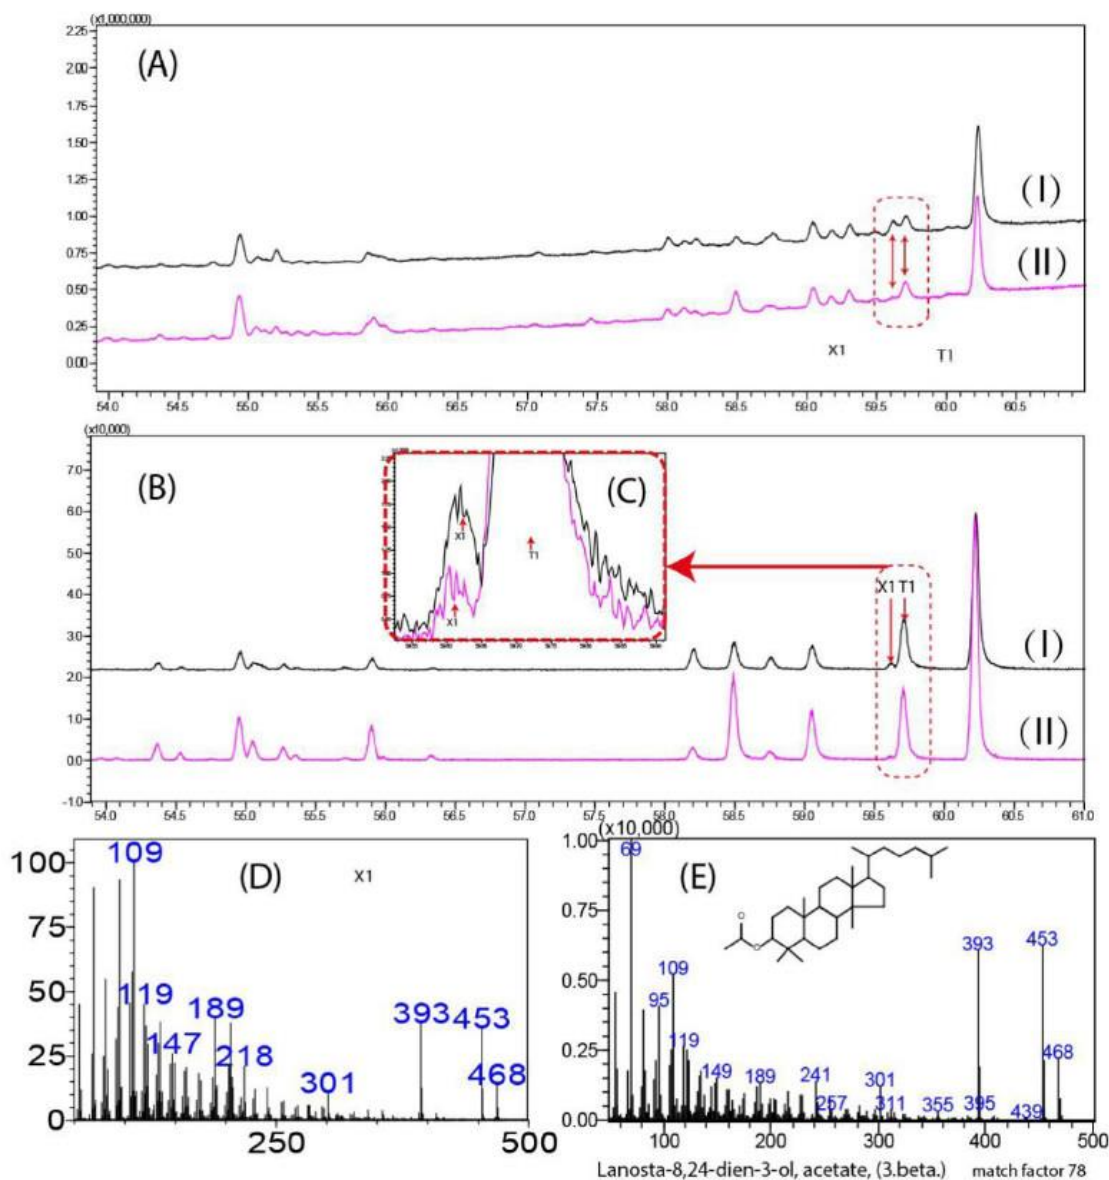 (x1,000,000)
2.25
2.00
1.75
1.50
1.25
1.00
0.75
0.50
0.25
0.00
(A)
(I)
(II)
X1
T1
54.0 54.5 55.0 55.5 56.0 56.5 57.0 57.5 58.0 58.5 59.0 59.5 60.0 60.5
(x10,000)
7.0
6.0
5.0
4.0
3.0
2.0
1.0
0.0
-1.0
(B)
(C)
X1
T1
X1
X1 T1
(I)
(II)
54.0 54.5 55.0 55.5 56.0 56.5 57.0 57.5 58.0 58.5 59.0 59.5 60.0 60.5 61.0
100
75
50
25
0
109
(D)
X1
119
147
189
218
301
393
453
468
250
500
(x10,000)
1.00
0.75
0.50
0.25
0.00
69
(E)
O
O
95
109
119
149
189
241
257
301
311
355
393
395
439
453
468
100 200 300 400 500
Lanosta-8,24-dien-3-ol, acetate, (3.beta.) match factor 78